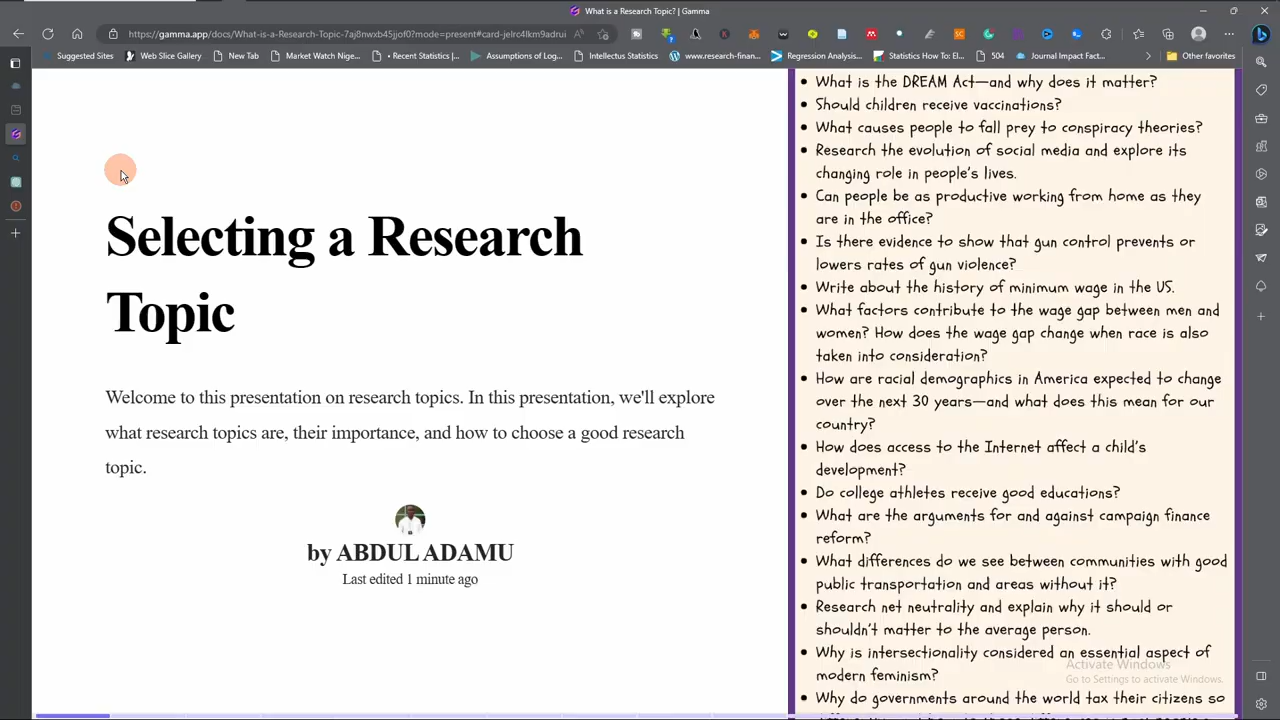 What is a Research Topic? | Gamma
https://gamma.app/docs/What-is-a-Research-Topic-7aj8nwxb45jjof0?mode=present#card-jelrc4lkm9adrui
Suggested Sites
Web Slice Gallery
New Tab
Market Watch Nige...
• Recent Statistics |...
Assumptions of Log...
Intellectus Statistics
www.research-finan...
Regression Analysis...
Statistics How To: El...
504
Journal Impact Fact...
Other favorites
Selecting a Research
Topic
Welcome to this presentation on research topics. In this presentation, we'll explore
what research topics are, their importance, and how to choose a good research
topic.
by ABDUL ADAMU
Last edited 1 minute ago
• What is the DREAM Act—and why does it matter?
• Should children receive vaccinations?
• What causes people to fall prey to conspiracy theories?
• Research the evolution of social media and explore its
changing role in people's lives.
• Can people be as productive working from home as they
are in the office?
• Is there evidence to show that gun control prevents or
lowers rates of gun violence?
• Write about the history of minimum wage in the US.
• What factors contribute to the wage gap between men and
women? How does the wage gap change when race is also
taken into consideration?
• How are racial demographics in America expected to change
over the next 30 years—and what does this mean for our
country?
• How does access to the Internet affect a child's
development?
• Do college athletes receive good educations?
• What are the arguments for and against campaign finance
reform?
• What differences do we see between communities with good
public transportation and areas without it?
• Research net neutrality and explain why it should or
shouldn't matter to the average person.
• Why is intersectionality considered an essential aspect of
modern feminism?
• Why do governments around the world tax their citizens so
Activate Windows
Go to Settings to activate Windows.